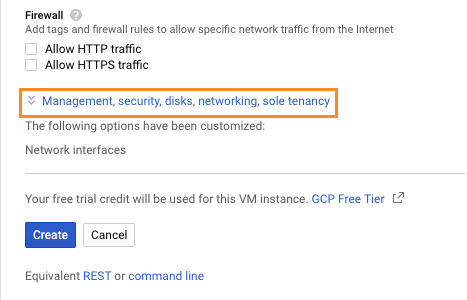 Firewall ?
Add tags and firewall rules to allow specific network traffic from the Internet
Allow HTTP traffic
Allow HTTPS traffic
Management, security, disks, networking, sole tenancy
The following options have been customized:
Network interfaces
Your free trial credit will be used for this VM instance. GCP Free Tier
Create Cancel
Equivalent REST or command line